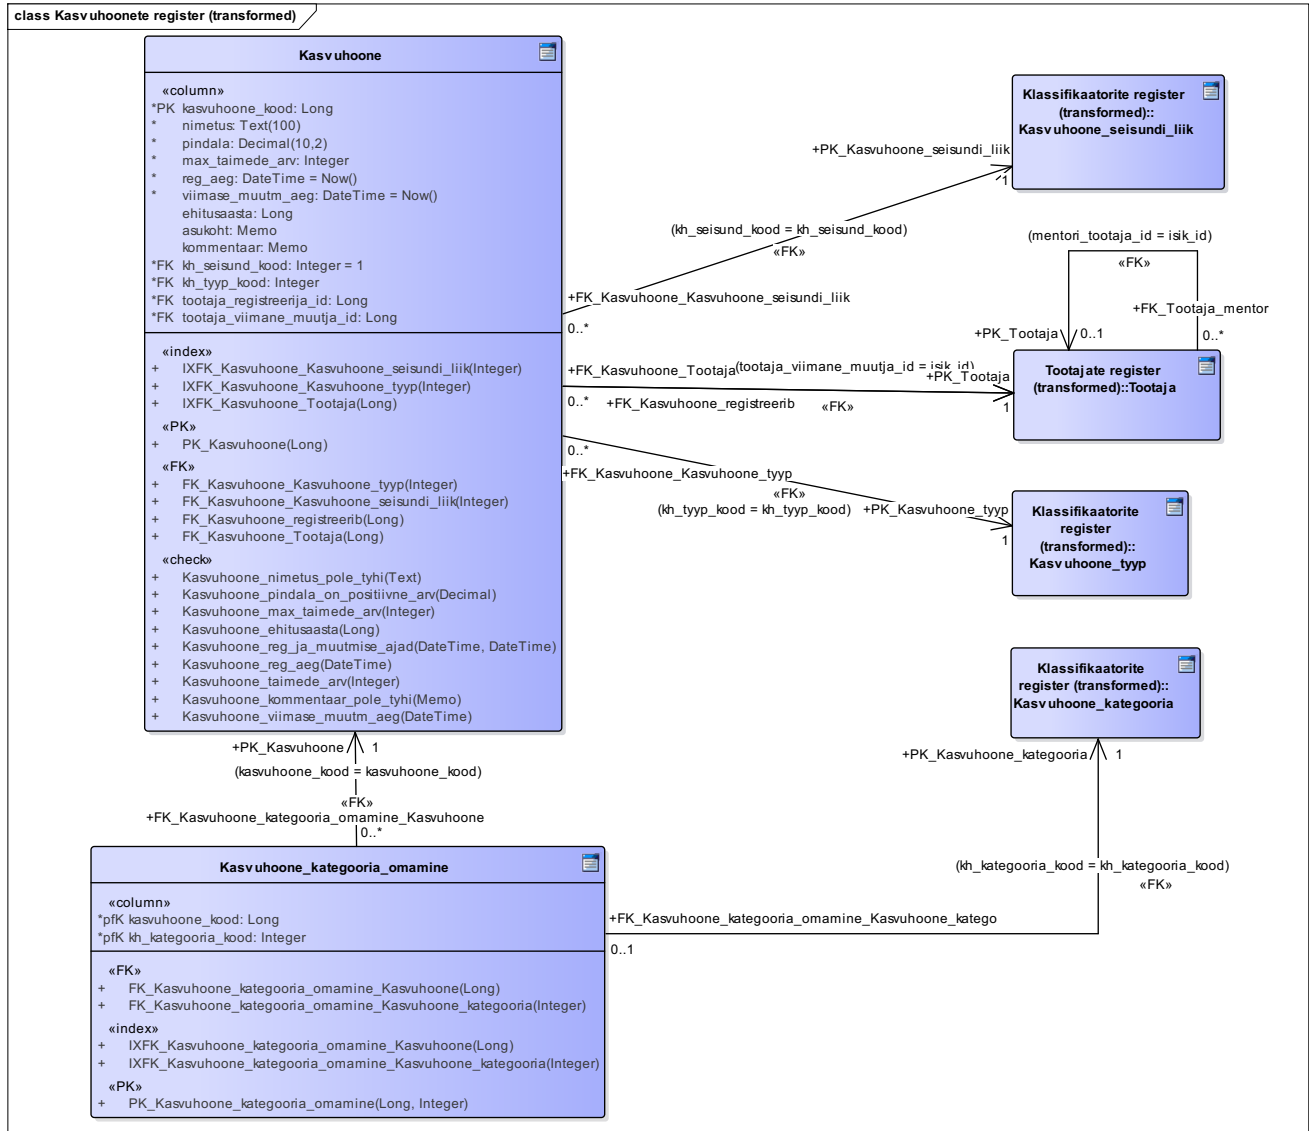 class Kasvuhoonete register (transformed)
Kasvuhoone
«column»
*PK kasvuhoone_kood: Long
* nimetus: Text(100)
* pindala: Decimal(10,2)
* max_taimede_arv: Integer
* reg_aeg: DateTime = Now()
* viimase_muutm_aeg: DateTime = Now()
ehitusaasta: Long
asukoht: Memo
kommentaar: Memo
*FK kh_seisund_kood: Integer = 1
*FK kh_tyyp_kood: Integer
*FK tootaja_registreerija_id: Long
*FK tootaja_viimane_muutja_id: Long
«index»
+ IXFK_Kasvuhoone_Kasvuhoone_seisundi_liik(Integer)
+ IXFK_Kasvuhoone_Kasvuhoone_tyyp(Integer)
+ IXFK_Kasvuhoone_Tootaja(Long)
«PK»
+ PK_Kasvuhoone(Long)
«FK»
+ FK_Kasvuhoone_Kasvuhoone_tyyp(Integer)
+ FK_Kasvuhoone_Kasvuhoone_seisundi_liik(Integer)
+ FK_Kasvuhoone_registreerib(Long)
+ FK_Kasvuhoone_Tootaja(Long)
«check»
+ Kasvuhoone_nimetus_pole_tyhi(Text)
+ Kasvuhoone_pindala_on_positiivne_arv(Decimal)
+ Kasvuhoone_max_taimede_arv(Integer)
+ Kasvuhoone_ehitusaasta(Long)
+ Kasvuhoone_reg_ja_muutmise_ajad(DateTime, DateTime)
+ Kasvuhoone_reg_aeg(DateTime)
+ Kasvuhoone_taimede_arv(Integer)
+ Kasvuhoone_kommentaar_pole_tyhi(Memo)
+ Kasvuhoone_viimase_muutm_aeg(DateTime)
Klassifikaatorite register
(transformed)::
Kasvuhoone_seisundi_liik
+PK_Kasvuhoone_seisundi_liik
1
(kh_seisund_kood = kh_seisund_kood)
«FK»
+FK_Kasvuhoone_Kasvuhoone_seisundi_liik
0..*
(mentori_tootaja_id = isik_id)
«FK»
+FK_Tootaja_mentor
+PK_Tootaja
0..1
0..*
Tootajate register
(transformed)::Tootaja
+FK_Kasvuhoone_Tootaja
(tootaja_viimane_muutja_id = isik_id)
+PK_Tootaja
0..*
+FK_Kasvuhoone_registreerib
«FK»
1
0..*
+FK_Kasvuhoone_Kasvuhoone_tyyp
«FK»
(kh_tyyp_kood = kh_tyyp_kood)
+PK_Kasvuhoone_tyyp
1
Klassifikaatorite
register
(transformed)::
Kasvuhoone_tyyp
Klassifikaatorite
register (transformed)::
Kasvuhoone_kategooria
+PK_Kasvuhoone_kategooria
1
(kh_kategooria_kood = kh_kategooria_kood)
«FK»
+FK_Kasvuhoone_kategooria_omamine_Kasvuhoone_katego
0..1
+PK_Kasvuhoone
1
(kasvuhoone_kood = kasvuhoone_kood)
«FK»
+FK_Kasvuhoone_kategooria_omamine_Kasvuhoone
0..*
Kasvuhoone_kategooria_omamine
«column»
*pfK kasvuhoone_kood: Long
*pfK kh_kategooria_kood: Integer
«FK»
+ FK_Kasvuhoone_kategooria_omamine_Kasvuhoone(Long)
+ FK_Kasvuhoone_kategooria_omamine_Kasvuhoone_kategooria(Integer)
«index»
+ IXFK_Kasvuhoone_kategooria_omamine_Kasvuhoone(Long)
+ IXFK_Kasvuhoone_kategooria_omamine_Kasvuhoone_kategooria(Integer)
«PK»
+ PK_Kasvuhoone_kategooria_omamine(Long, Integer)